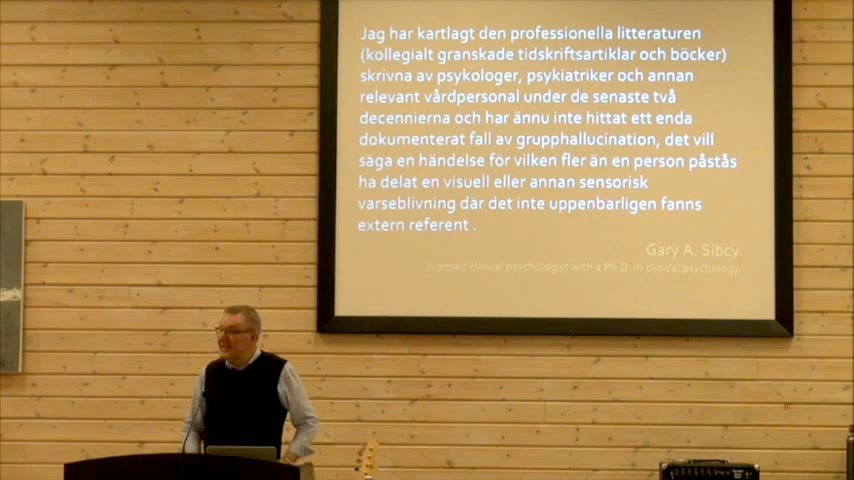 Jag har kartlagt den professionella litteraturen
(kollegialt granskade tidskriftsartiklar och böcker)
skrivna av psykologer, psykiatriker och annan
relevant vårdpersonal under de senaste två
decennierna och har ännu inte hittat ett enda
dokumenterat fall av grupphallucination, det vill
säga en händelse för vilken fler än en person påstås
ha delat en visuell eller annan sensorisk
varseblivning där det inte uppenbarligen fanns
extern referent .
Gary A. Sibcy
licensed clinical psychologist with a Ph.D. in clinical psychology